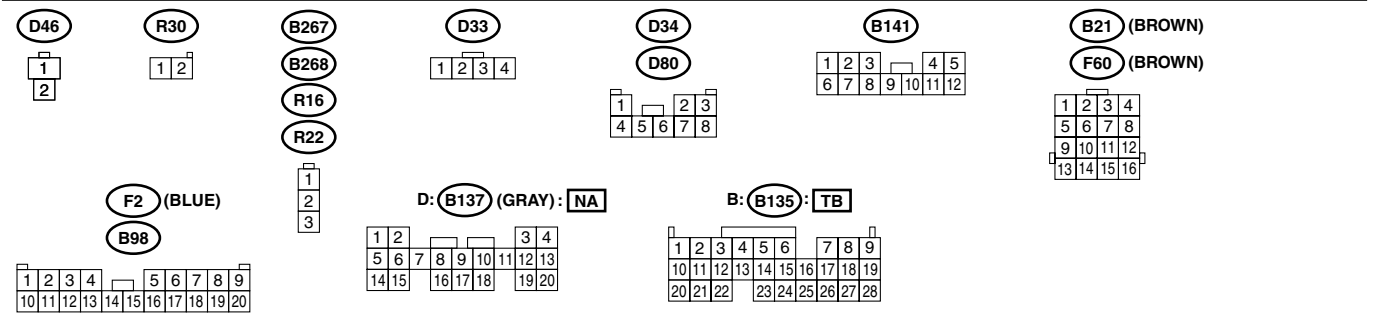 D46
1
2
R30
1 2
B267
B268
R16
R22
1
2
3
D33
1 2 3 4
D34
D80
1 2 3
4 5 6 7 8
B141
1 2 3 4 5
6 7 8 9 10 11 12
B21 (BROWN)
F60 (BROWN)
1 2 3 4
5 6 7 8
9 10 11 12
13 14 15 16
F2 (BLUE)
B98
1 2 3 4 5 6 7 8 9
10 11 12 13 14 15 16 17 18 19 20
D: B137 (GRAY) : NA
1 2 3 4
5 6 7 8 9 10 11 12 13
14 15 16 17 18 19 20
B: B135 : TB
1 2 3 4 5 6 7 8 9
10 11 12 13 14 15 16 17 18 19
20 21 22 23 24 25 26 27 28